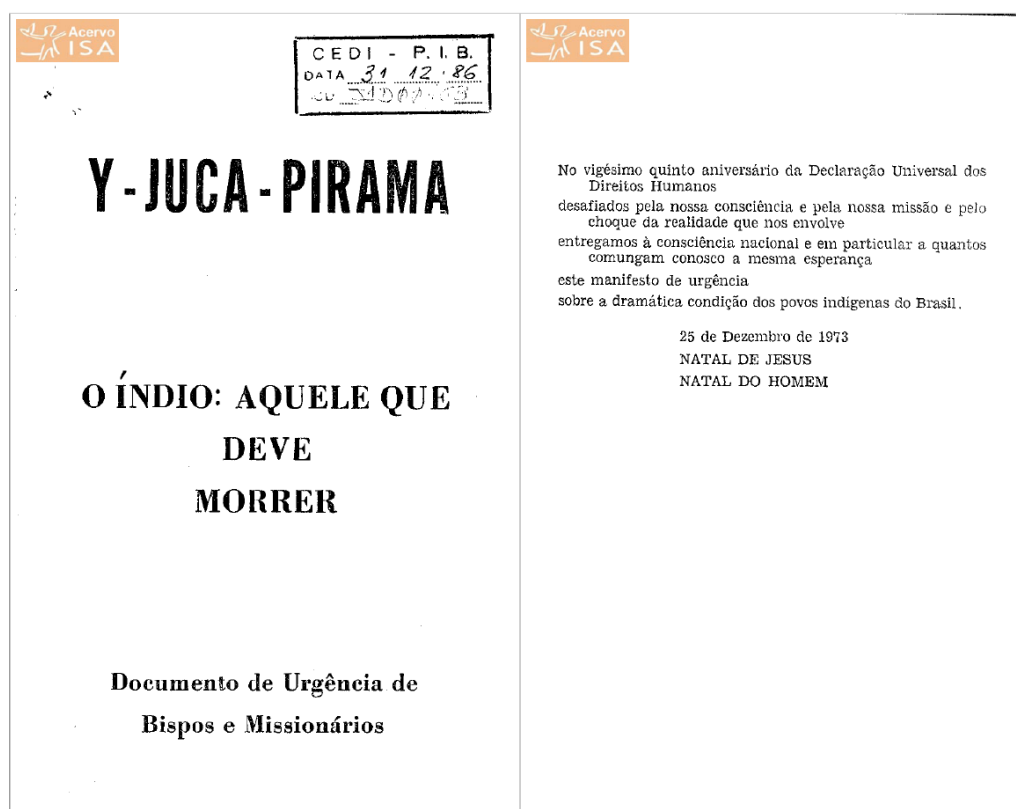 Acervo
ISA
CEDI - P. I. B.
DATA 31 12 . 86
Y-JUCA-PIRAMA
O ÍNDIO: AQUELE QUE
DEVE
MORRER
Documento de Urgência de
Bispos e Missionários
Acervo
ISA
No vigésimo quinto aniversário da Declaração Universal dos
Direitos Humanos
desafiados pela nossa consciência e pela nossa missão e pelo
choque da realidade que nos envolve
entregamos à consciência nacional e em particular a quantos
comungam conosco a mesma esperança
este manifesto de urgência
sobre a dramática condição dos povos indígenas do Brasil.
25 de Dezembro de 1973
NATAL DE JESUS
NATAL DO HOMEM